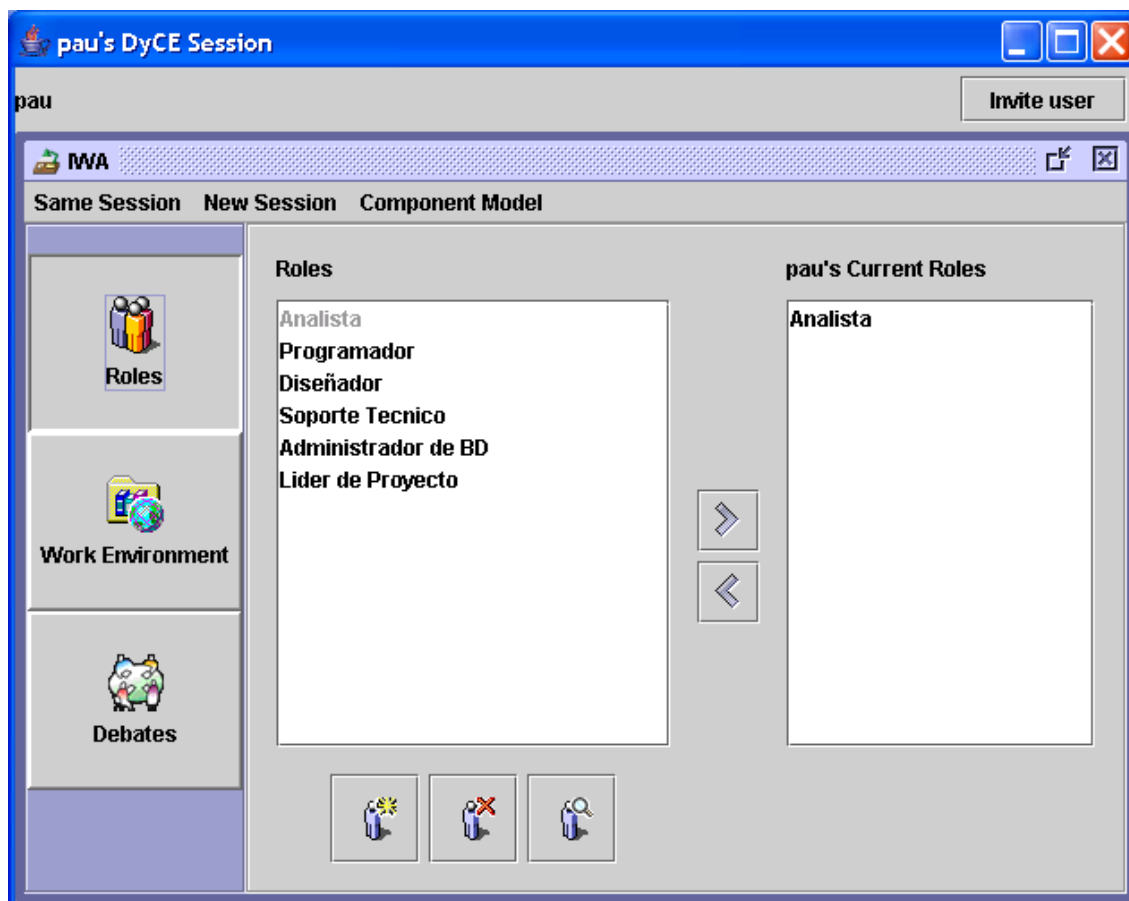 pau's DyCE Session
pau
Invite user
IWA
Same Session New Session Component Model
Roles
Work Environment
Debates
Roles
Analista
Programador
Diseñador
Soporte Tecnico
Administrador de BD
Lider de Proyecto
pau's Current Roles
Analista